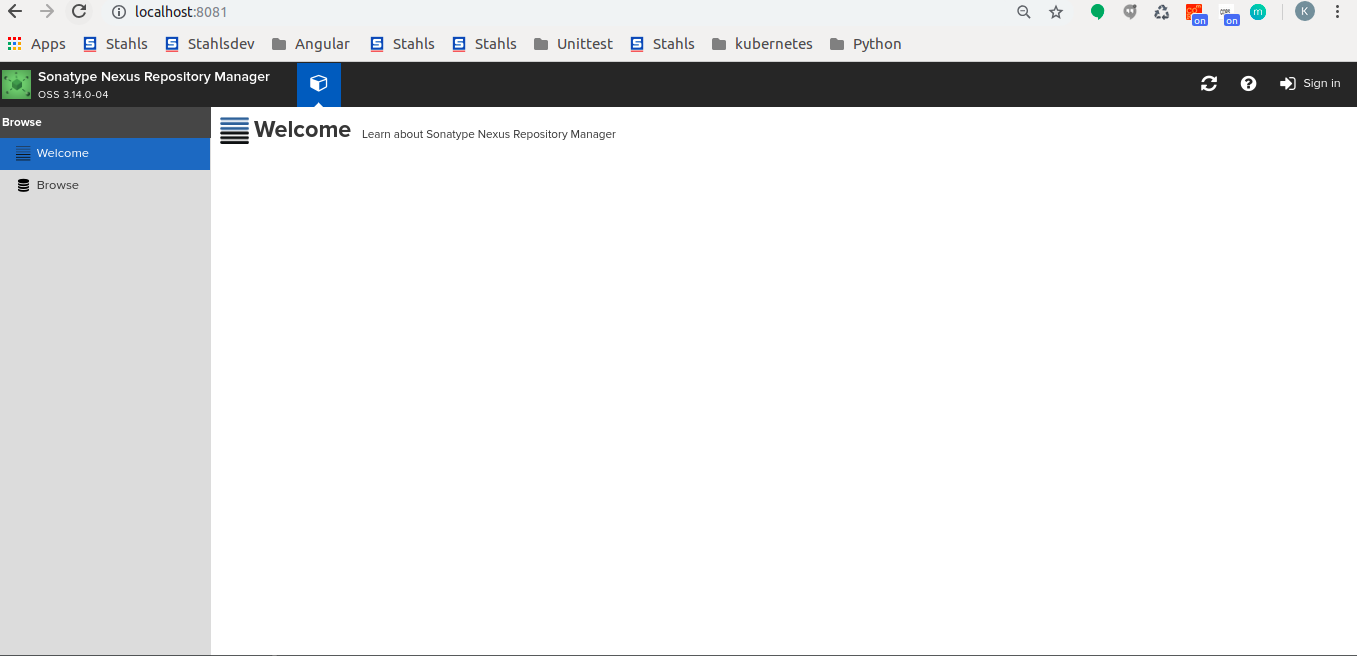 localhost:8081
on
on
m
K
Apps Stahls Stahlsdev Angular Stahls Stahls Unittest Stahls kubernetes Python
Sonatype Nexus Repository Manager
OSS 3.14.0-04
Sign in
Browse
Welcome
Browse
Welcome Learn about Sonatype Nexus Repository Manager